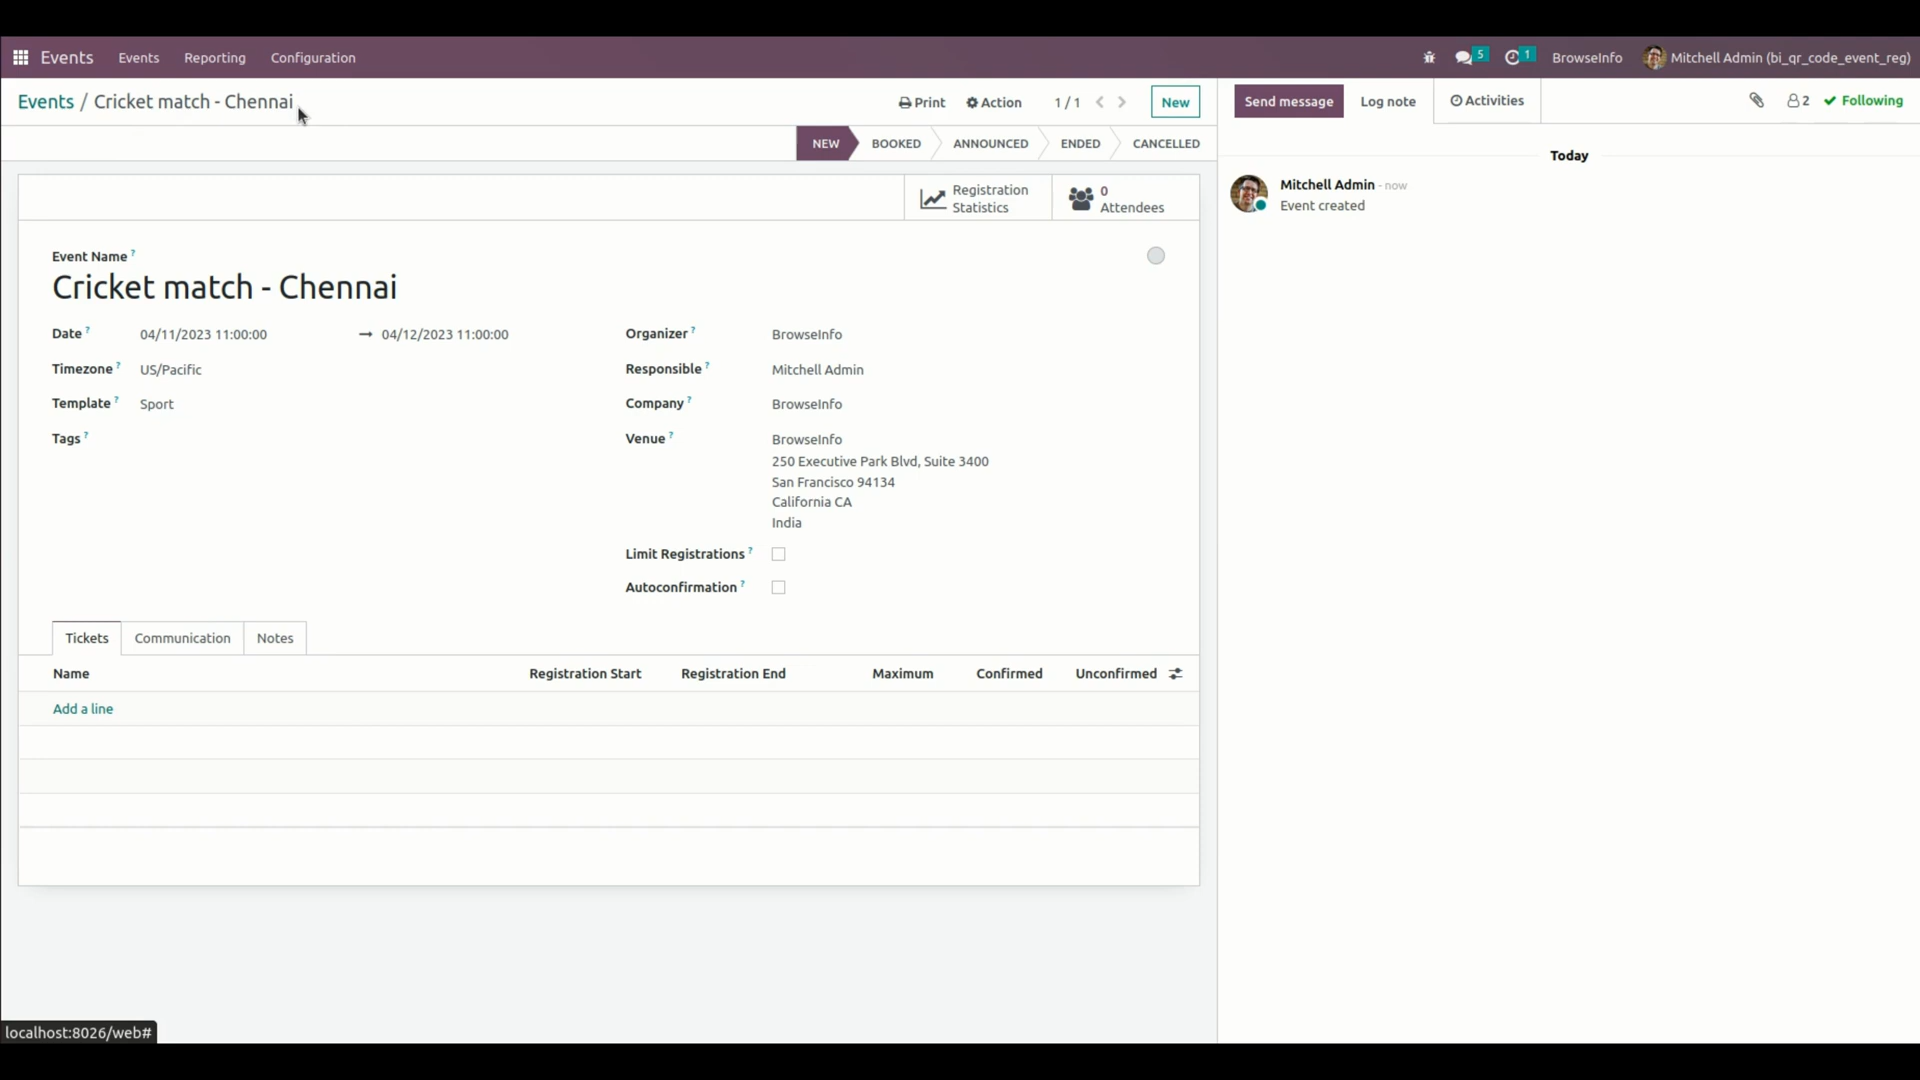 Events Events Reporting Configuration 5 1 BrowseInfo Mitchell Admin (bi_qr_code_event_reg)
Events / Cricket match - Chennai Print Action 1 / 1 New
Send message Log note Activities 2 Following
NEW BOOKED ANNOUNCED ENDED CANCELLED
Today
Registration Statistics
0 Attendees
Mitchell Admin - now
Event created
Event Name ?
Cricket match - Chennai
Date ? 04/11/2023 11:00:00 → 04/12/2023 11:00:00
Timezone ? US/Pacific
Template ? Sport
Tags ?
Organizer ? BrowseInfo
Responsible ? Mitchell Admin
Company ? BrowseInfo
Venue ? BrowseInfo
250 Executive Park Blvd, Suite 3400
San Francisco 94134
California CA
India
Limit Registrations ?
Autoconfirmation ?
Tickets Communication Notes
Name Registration Start Registration End Maximum Confirmed Unconfirmed
Add a line
localhost:8026/web#